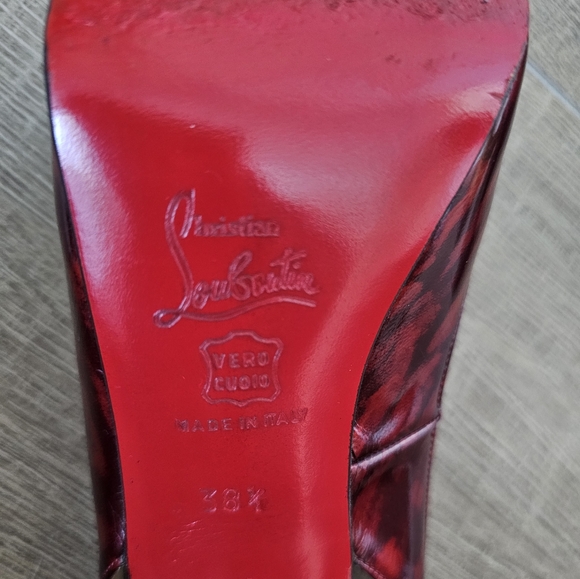 Christian
Louboutin
VERO
CUOIO
MADE IN ITALY
38½